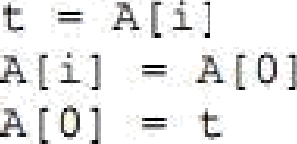 t = A[i]
A[i] = A[0]
A[0] = t